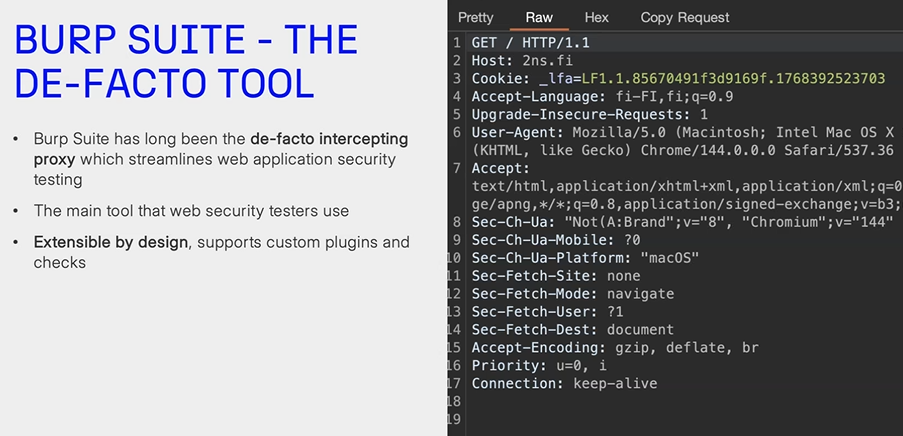 BURP SUITE - THE
DE-FACTO TOOL
• Burp Suite has long been the de-facto intercepting
proxy which streamlines web application security
testing
• The main tool that web security testers use
• Extensible by design, supports custom plugins and
checks
Pretty Raw Hex Copy Request
1 GET / HTTP/1.1
2 Host: 2ns.fi
3 Cookie: _lfa=LF1.1.85670491f3d9169f.1768392523703
4 Accept-Language: fi-FI,fi;q=0.9
5 Upgrade-Insecure-Requests: 1
6 User-Agent: Mozilla/5.0 (Macintosh; Intel Mac OS X
(KHTML, like Gecko) Chrome/144.0.0.0 Safari/537.36
7 Accept:
text/html,application/xhtml+xml,application/xml;q=0
ge/apng,*/*;q=0.8,application/signed-exchange;v=b3;
8 Sec-Ch-Ua: "Not(A:Brand";v="8", "Chromium";v="144"
9 Sec-Ch-Ua-Mobile: ?0
10 Sec-Ch-Ua-Platform: "macOS"
11 Sec-Fetch-Site: none
12 Sec-Fetch-Mode: navigate
13 Sec-Fetch-User: ?1
14 Sec-Fetch-Dest: document
15 Accept-Encoding: gzip, deflate, br
16 Priority: u=0, i
17 Connection: keep-alive
18
19